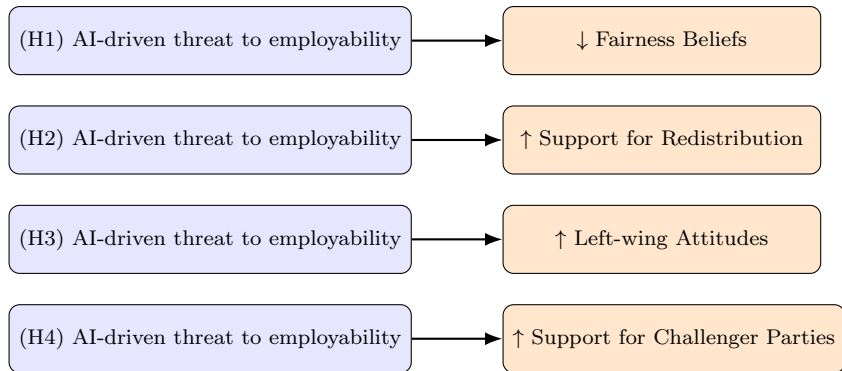 (H1) AI-driven threat to employability
↓ Fairness Beliefs
(H2) AI-driven threat to employability
↑ Support for Redistribution
(H3) AI-driven threat to employability
↑ Left-wing Attitudes
(H4) AI-driven threat to employability
↑ Support for Challenger Parties